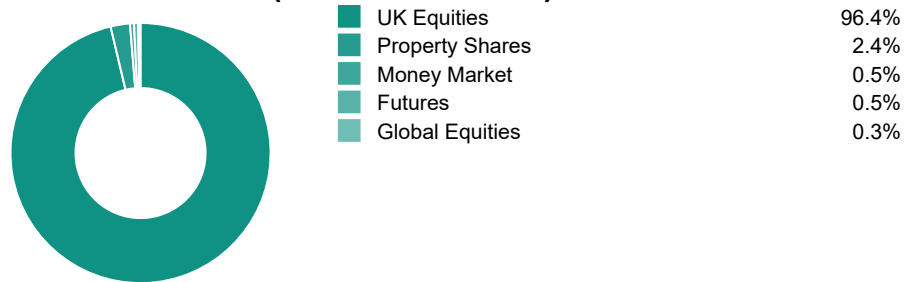 UK Equities 96.4%
Property Shares 2.4%
Money Market 0.5%
Futures 0.5%
Global Equities 0.3%